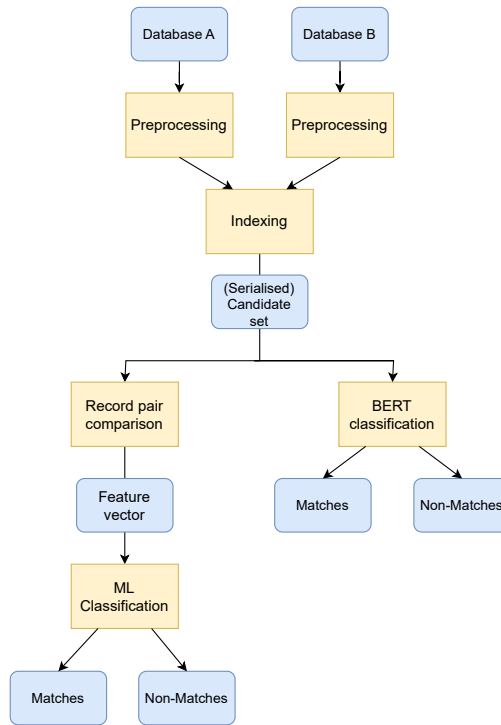 Database A
Database B
Preprocessing
Preprocessing
Indexing
(Serialised)
Candidate
set
Record pair
comparison
BERT
classification
Feature
vector
Matches
Non-Matches
ML
Classification
Matches
Non-Matches